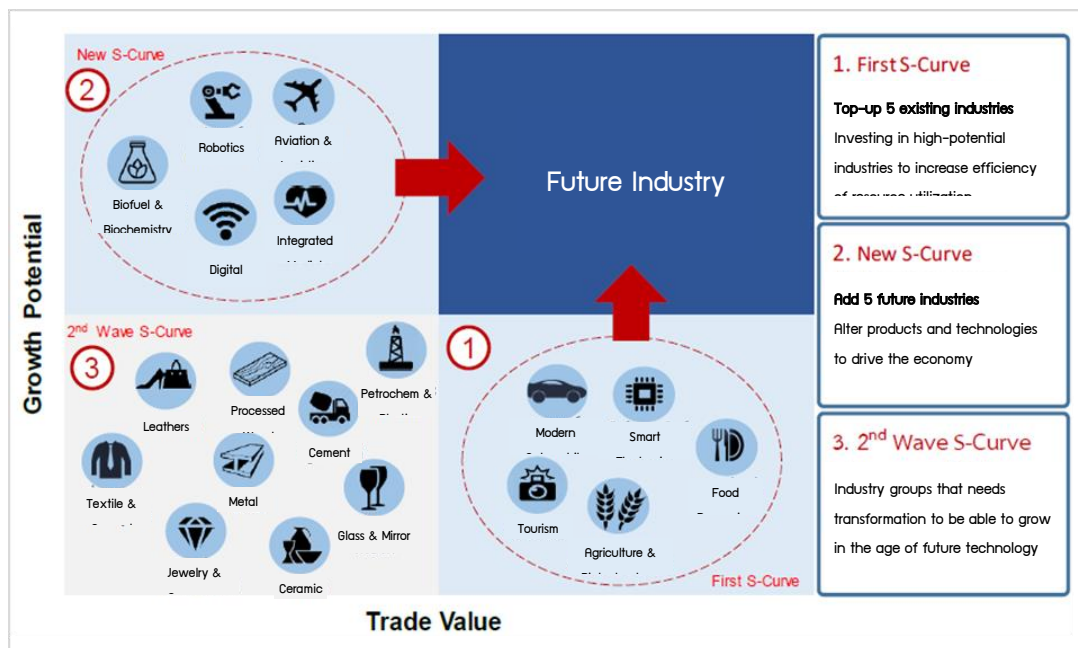 New S-Curve
2
Robotics
Aviation &
Biofuel &
Biochemistry
Digital
Integrated
Future Industry
Growth Potential
2nd Wave S-Curve
3
Leathers
Processed
Petrochem &
Cement
Textile &
Metal
Glass & Mirror
Jewelry &
Ceramic
1
Modern
Smart
Food
Tourism
Agriculture &
First S-Curve
Trade Value
1. First S-Curve
Top-up 5 existing industries
Investing in high-potential
industries to increase efficiency
of resource utilization
2. New S-Curve
Add 5 future industries
Alter products and technologies
to drive the economy
3. 2nd Wave S-Curve
Industry groups that needs
transformation to be able to grow
in the age of future technology